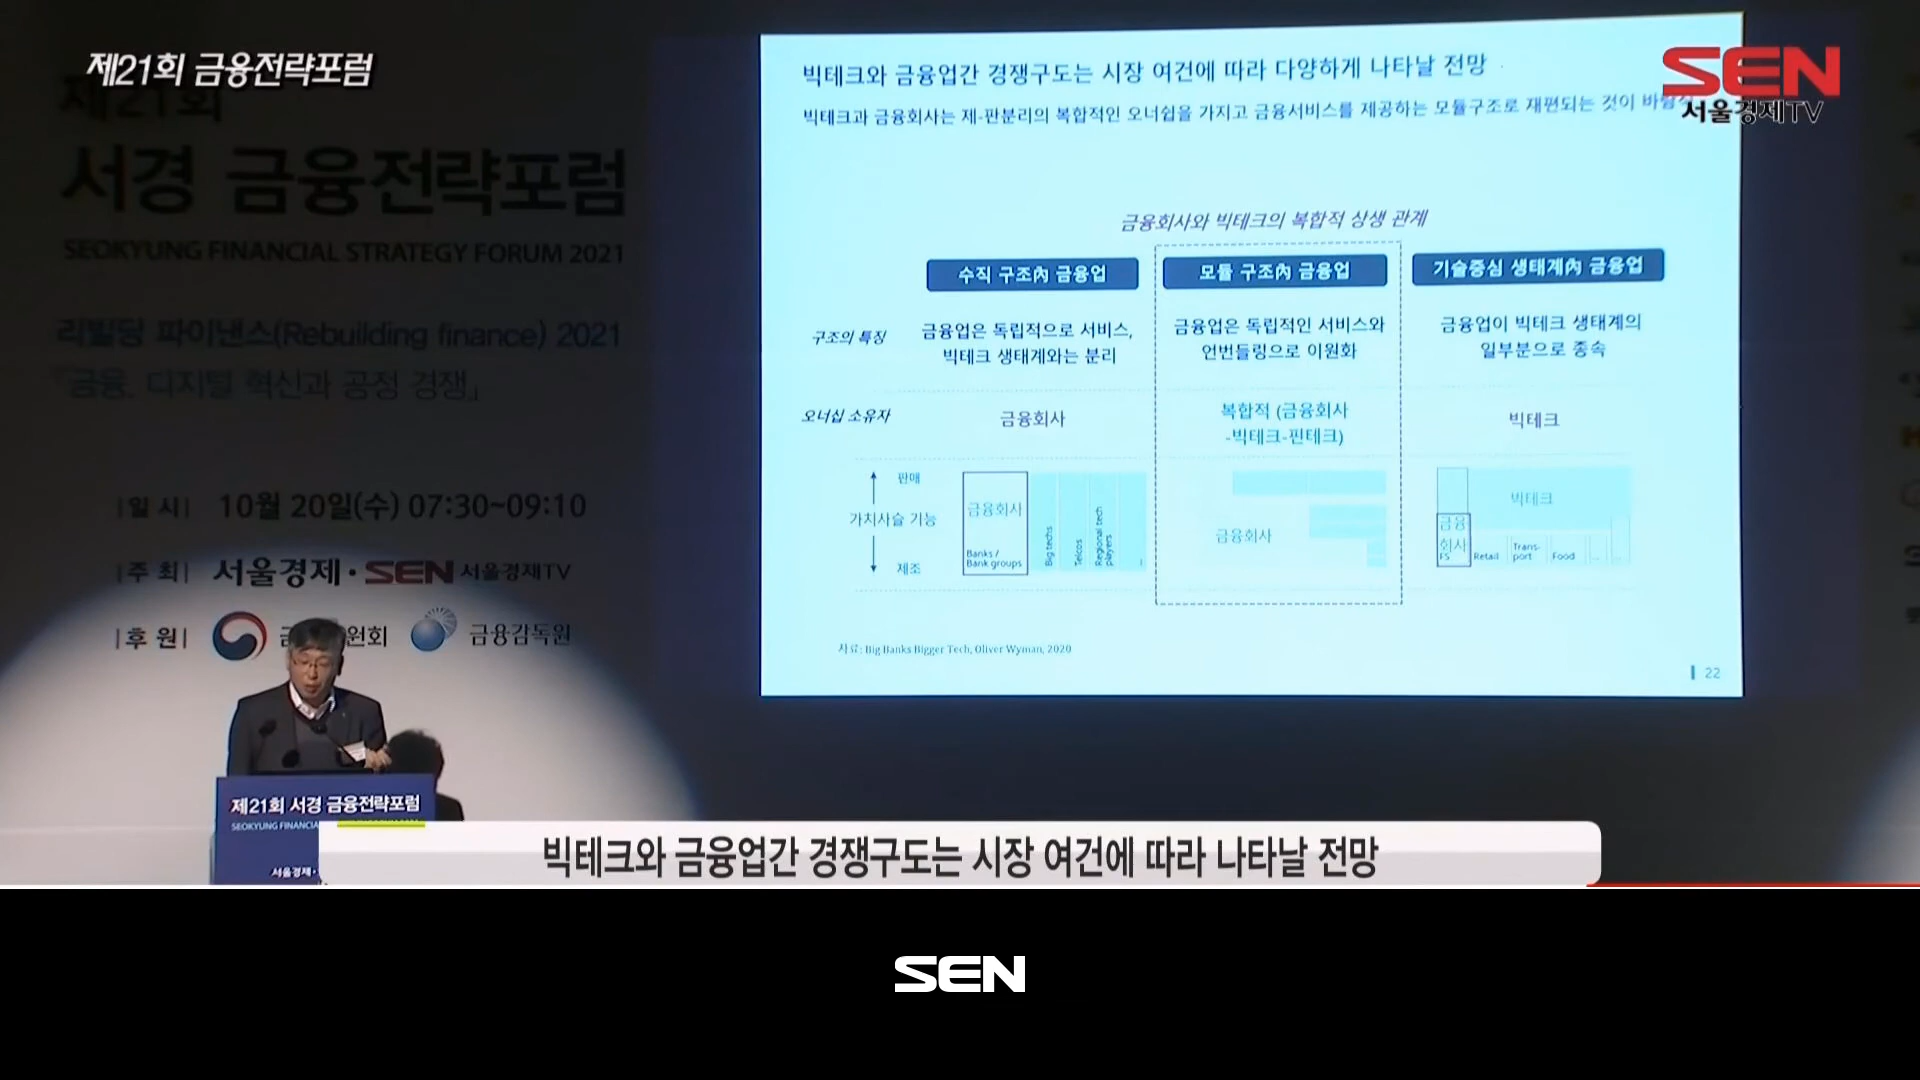 제21회 금융전략포럼
제21회
서경 금융전략포럼
SEOKYUNG FINANCIAL STRATEGY FORUM 2021
리빌딩 파이낸스(Rebuilding finance) 2021
『금융, 디지털 혁신과 공정 경쟁』
|일 시| 10월 20일(수) 07:30~09:10
|주 최| 서울경제·SEN 서울경제TV
|후 원| 금 원회 금융감독원
제21회 서경 금융전략포럼
SEOKYUNG FINANCIA
서울경제·
SEN
서울경제TV
빅테크와 금융업간 경쟁구도는 시장 여건에 따라 다양하게 나타날 전망
빅테크과 금융회사는 제-판분리의 복합적인 오너쉽을 가지고 금융서비스를 제공하는 모듈구조로 재편되는 것이
금융회사와 빅테크의 복합적 상생 관계
수직 구조內 금융업
모듈 구조內 금융업
기술중심 생태계內 금융업
구조의 특징
금융업은 독립적으로 서비스,
빅테크 생태계와는 분리
금융업은 독립적인 서비스와
언번들링으로 이원화
금융업이 빅테크 생태계의
일부분으로 종속
오너십 소유자
금융회사
복합적 (금융회사
-빅테크-핀테크)
빅테크
판매
가치사슬 기능
제조
금융회사
Banks /
Bank groups
Big techs
Telcos
Regional tech
players
...
금융회사
빅테크
금융
회사
FS
Retail
Trans-
port
Food
...
자료: Big Banks Bigger Tech, Oliver Wyman, 2020
22
빅테크와 금융업간 경쟁구도는 시장 여건에 따라 나타날 전망
SEN